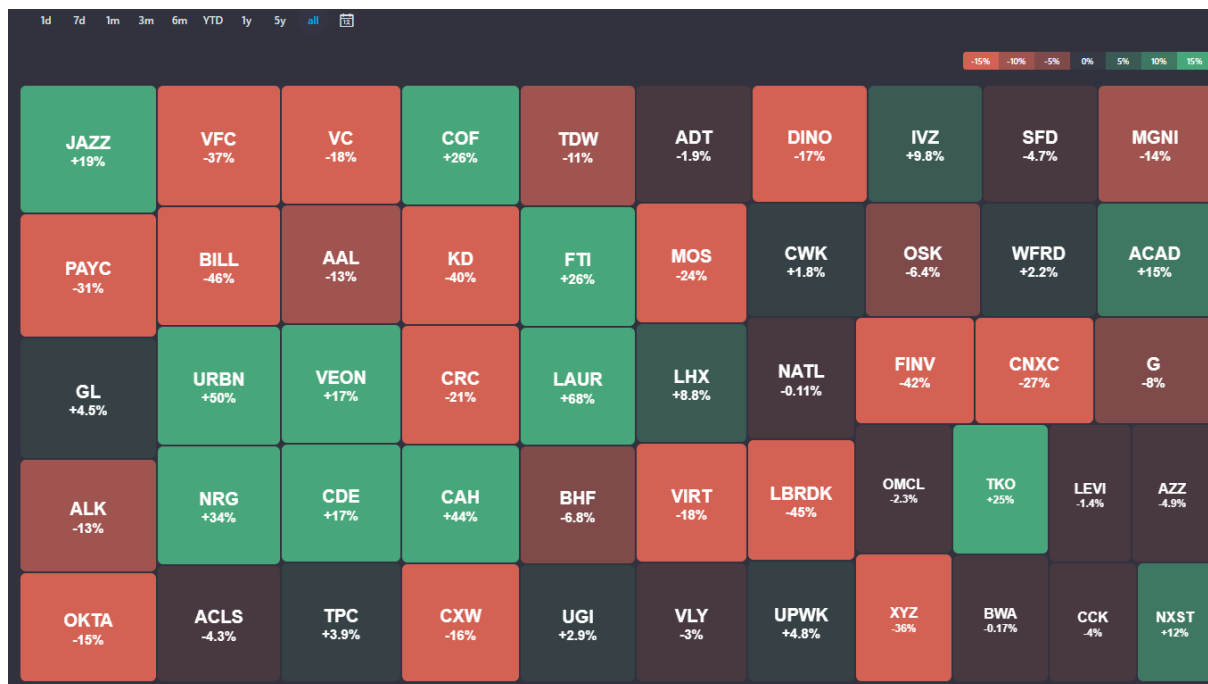 1d 7d 1m 3m 6m YTD 1y 5y all 12
-15% -10% -5% 0% 5% 10% 15%
JAZZ
+19%
VFC
-37%
VC
-18%
COF
+26%
TDW
-11%
ADT
-1.9%
DINO
-17%
IVZ
+9.8%
SFD
-4.7%
MGNI
-14%
PAYC
-31%
BILL
-46%
AAL
-13%
KD
-40%
FTI
+26%
MOS
-24%
CWK
+1.8%
OSK
-6.4%
WFRD
+2.2%
ACAD
+15%
GL
+4.5%
URBN
+50%
VEON
+17%
CRC
-21%
LAUR
+68%
LHX
+8.8%
NATL
-0.11%
FINV
-42%
CNXC
-27%
G
-8%
ALK
-13%
NRG
+34%
CDE
+17%
CAH
+44%
BHF
-6.8%
VIRT
-18%
LBRDK
-45%
OMCL
-2.3%
TKO
+25%
LEVI
-1.4%
AZZ
-4.9%
OKTA
-15%
ACLS
-4.3%
TPC
+3.9%
CXW
-16%
UGI
+2.9%
VLY
-3%
UPWK
+4.8%
XYZ
-36%
BWA
-0.17%
CCK
-4%
NXST
+12%